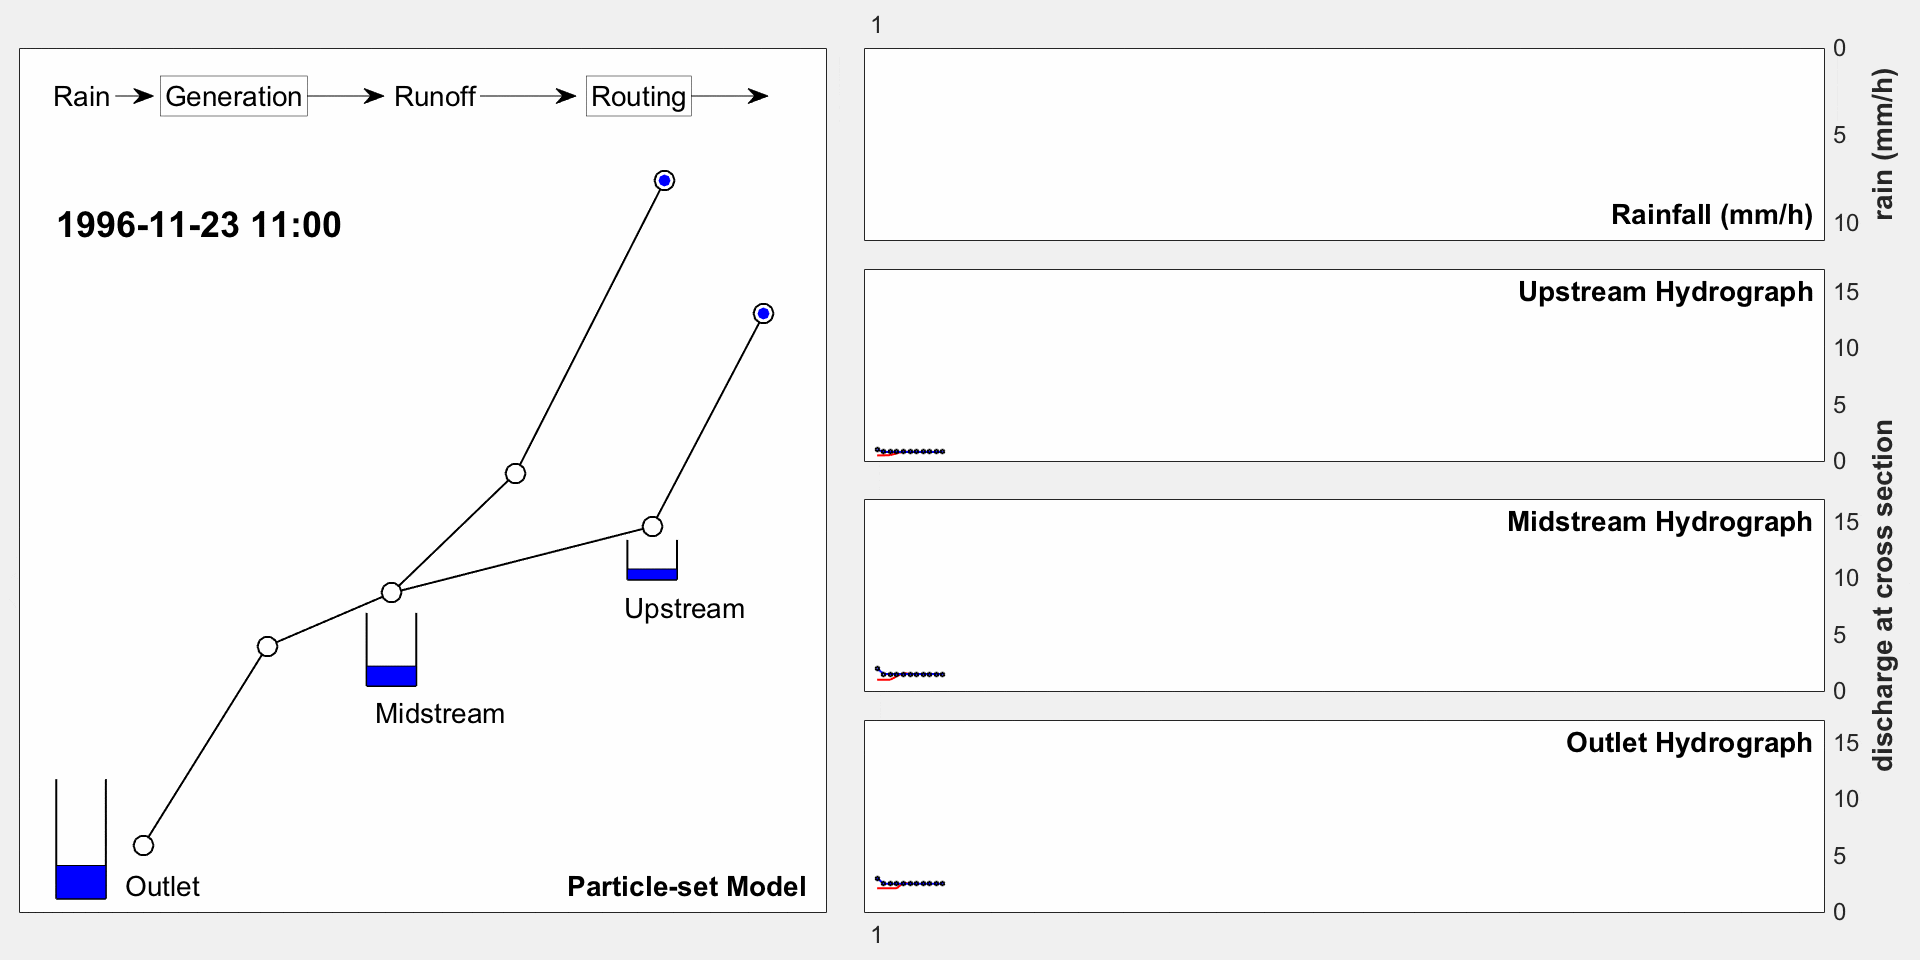 Rain Generation Runoff Routing
1996-11-23 11:00
Upstream
Midstream
Outlet
Particle-set Model
1
0
5
10
rain (mm/h)
Rainfall (mm/h)
Upstream Hydrograph
15
10
5
0
Midstream Hydrograph
15
10
5
0
discharge at cross section
Outlet Hydrograph
15
10
5
0
1